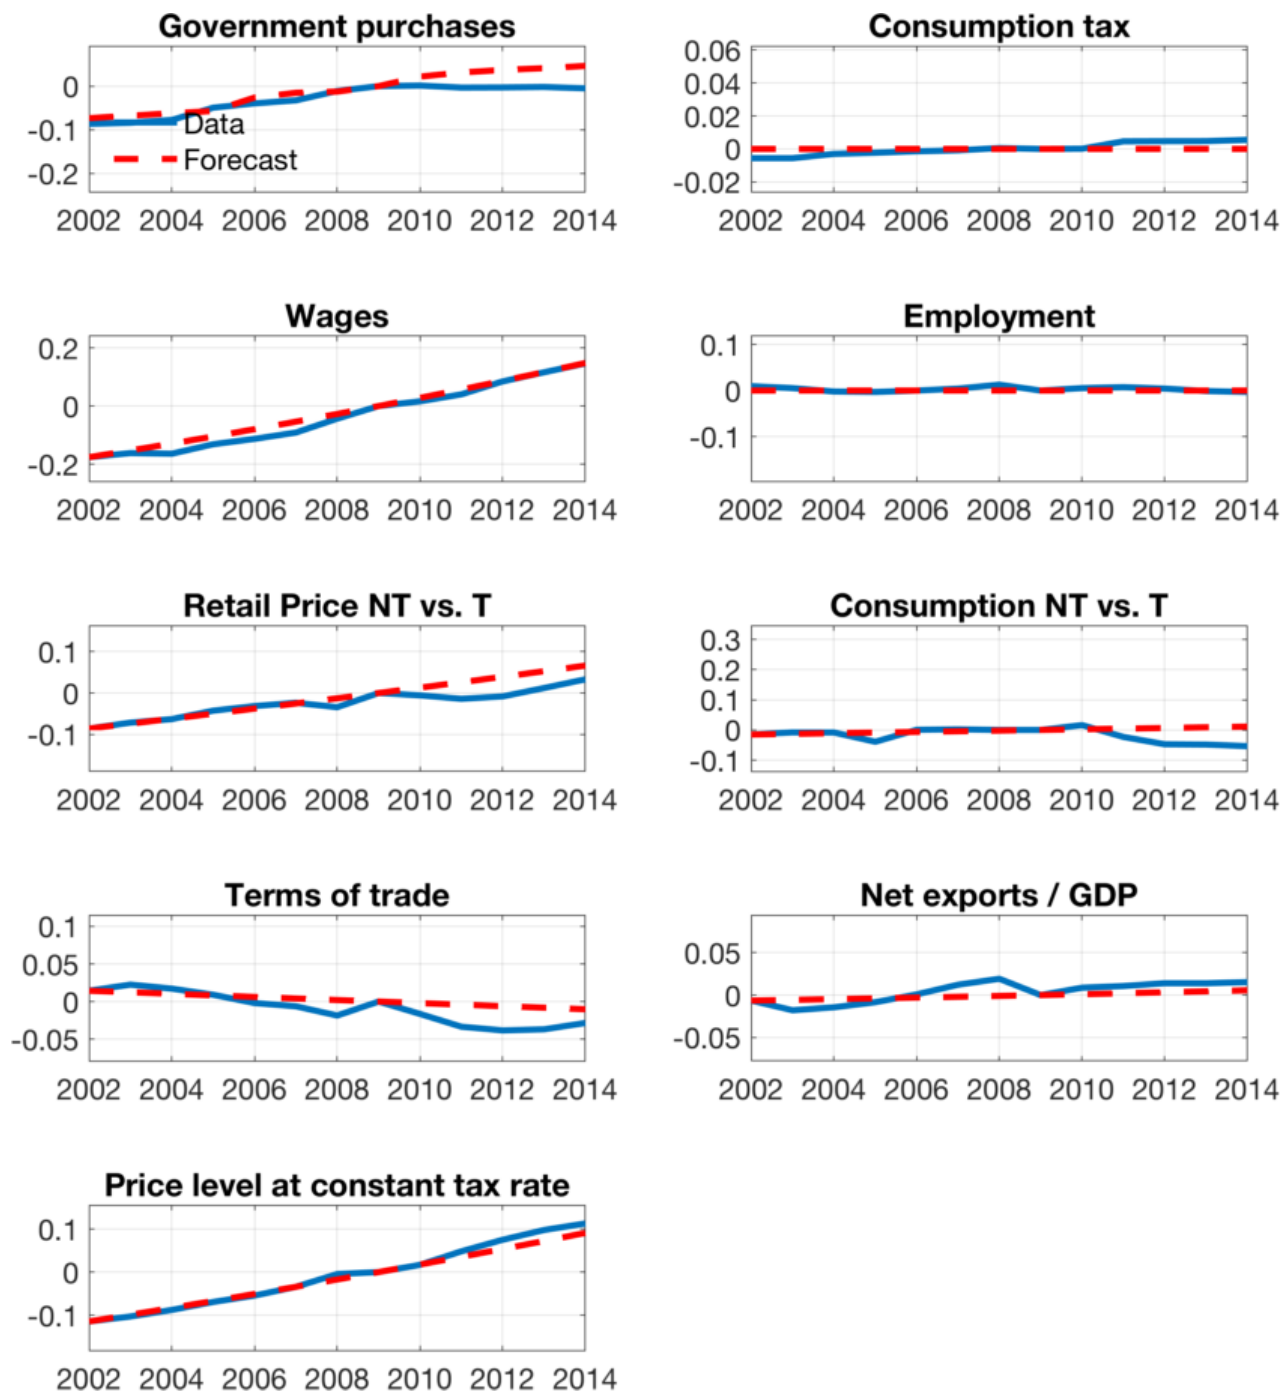 Government purchases
0
-0.1
-0.2
Data
Forecast
2002 2004 2006 2008 2010 2012 2014
Consumption tax
0.06
0.04
0.02
0
-0.02
2002 2004 2006 2008 2010 2012 2014
Wages
0.2
0
-0.2
2002 2004 2006 2008 2010 2012 2014
Employment
0.1
0
-0.1
2002 2004 2006 2008 2010 2012 2014
Retail Price NT vs. T
0.1
0
-0.1
2002 2004 2006 2008 2010 2012 2014
Consumption NT vs. T
0.3
0.2
0.1
0
-0.1
2002 2004 2006 2008 2010 2012 2014
Terms of trade
0.1
0.05
0
-0.05
2002 2004 2006 2008 2010 2012 2014
Net exports / GDP
0.05
0
-0.05
2002 2004 2006 2008 2010 2012 2014
Price level at constant tax rate
0.1
0
-0.1
2002 2004 2006 2008 2010 2012 2014